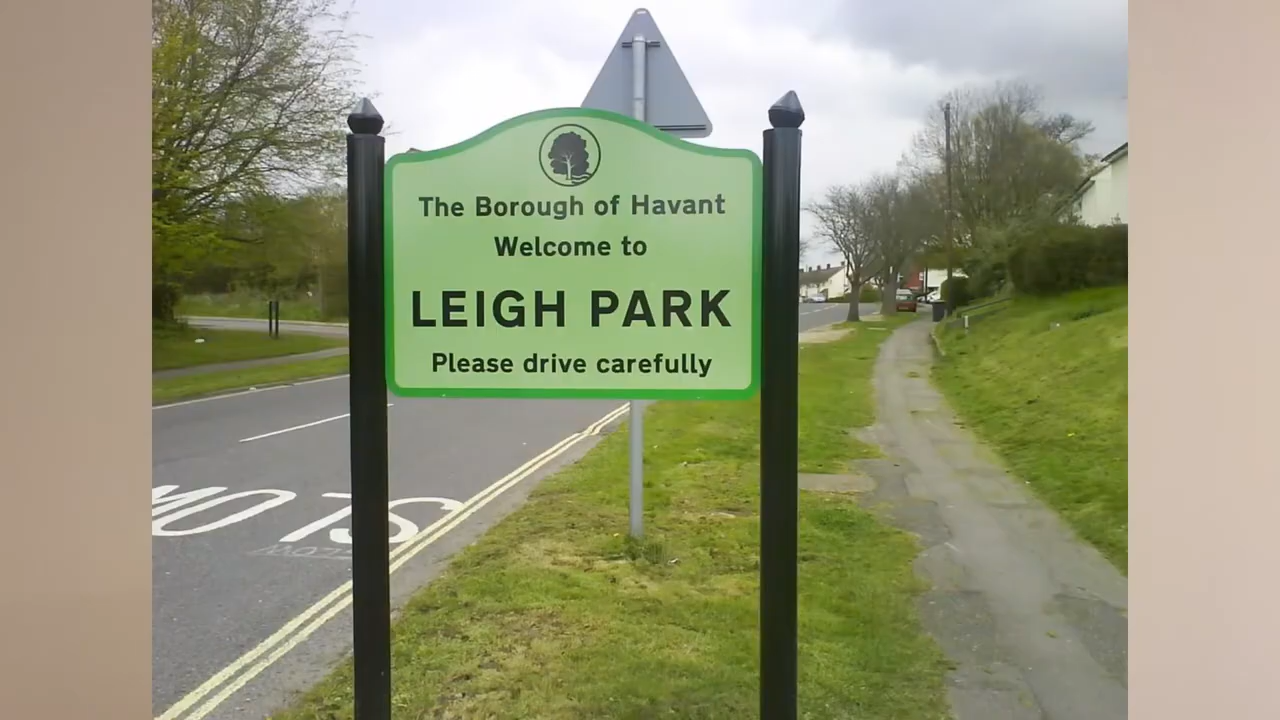 The Borough of Havant
Welcome to
LEIGH PARK
Please drive carefully
SLOW